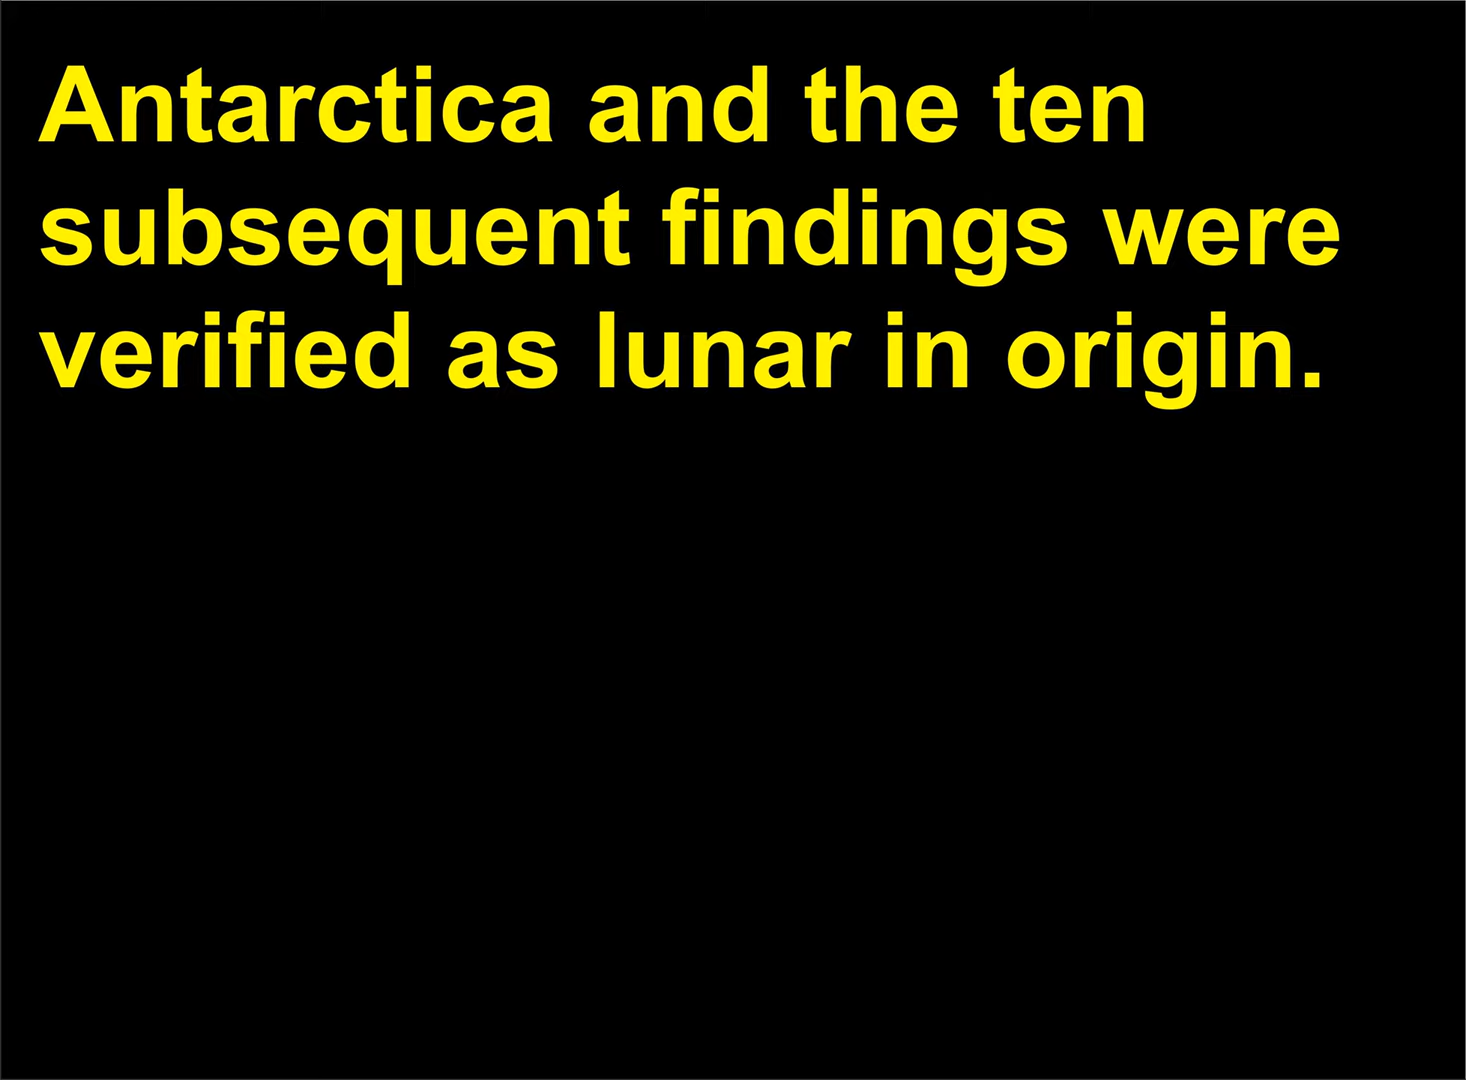 Antarctica and the ten
subsequent findings were
verified as lunar in origin.